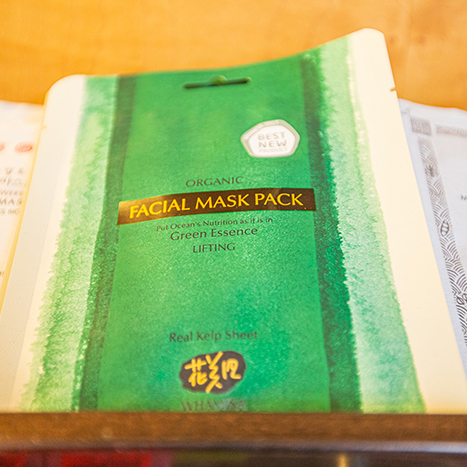 BEST
NEW
PRODUCT
ORGANIC
FACIAL MASK PACK
Put Ocean's Nutrition as it is in
Green Essence
LIFTING
Real Kelp Sheet